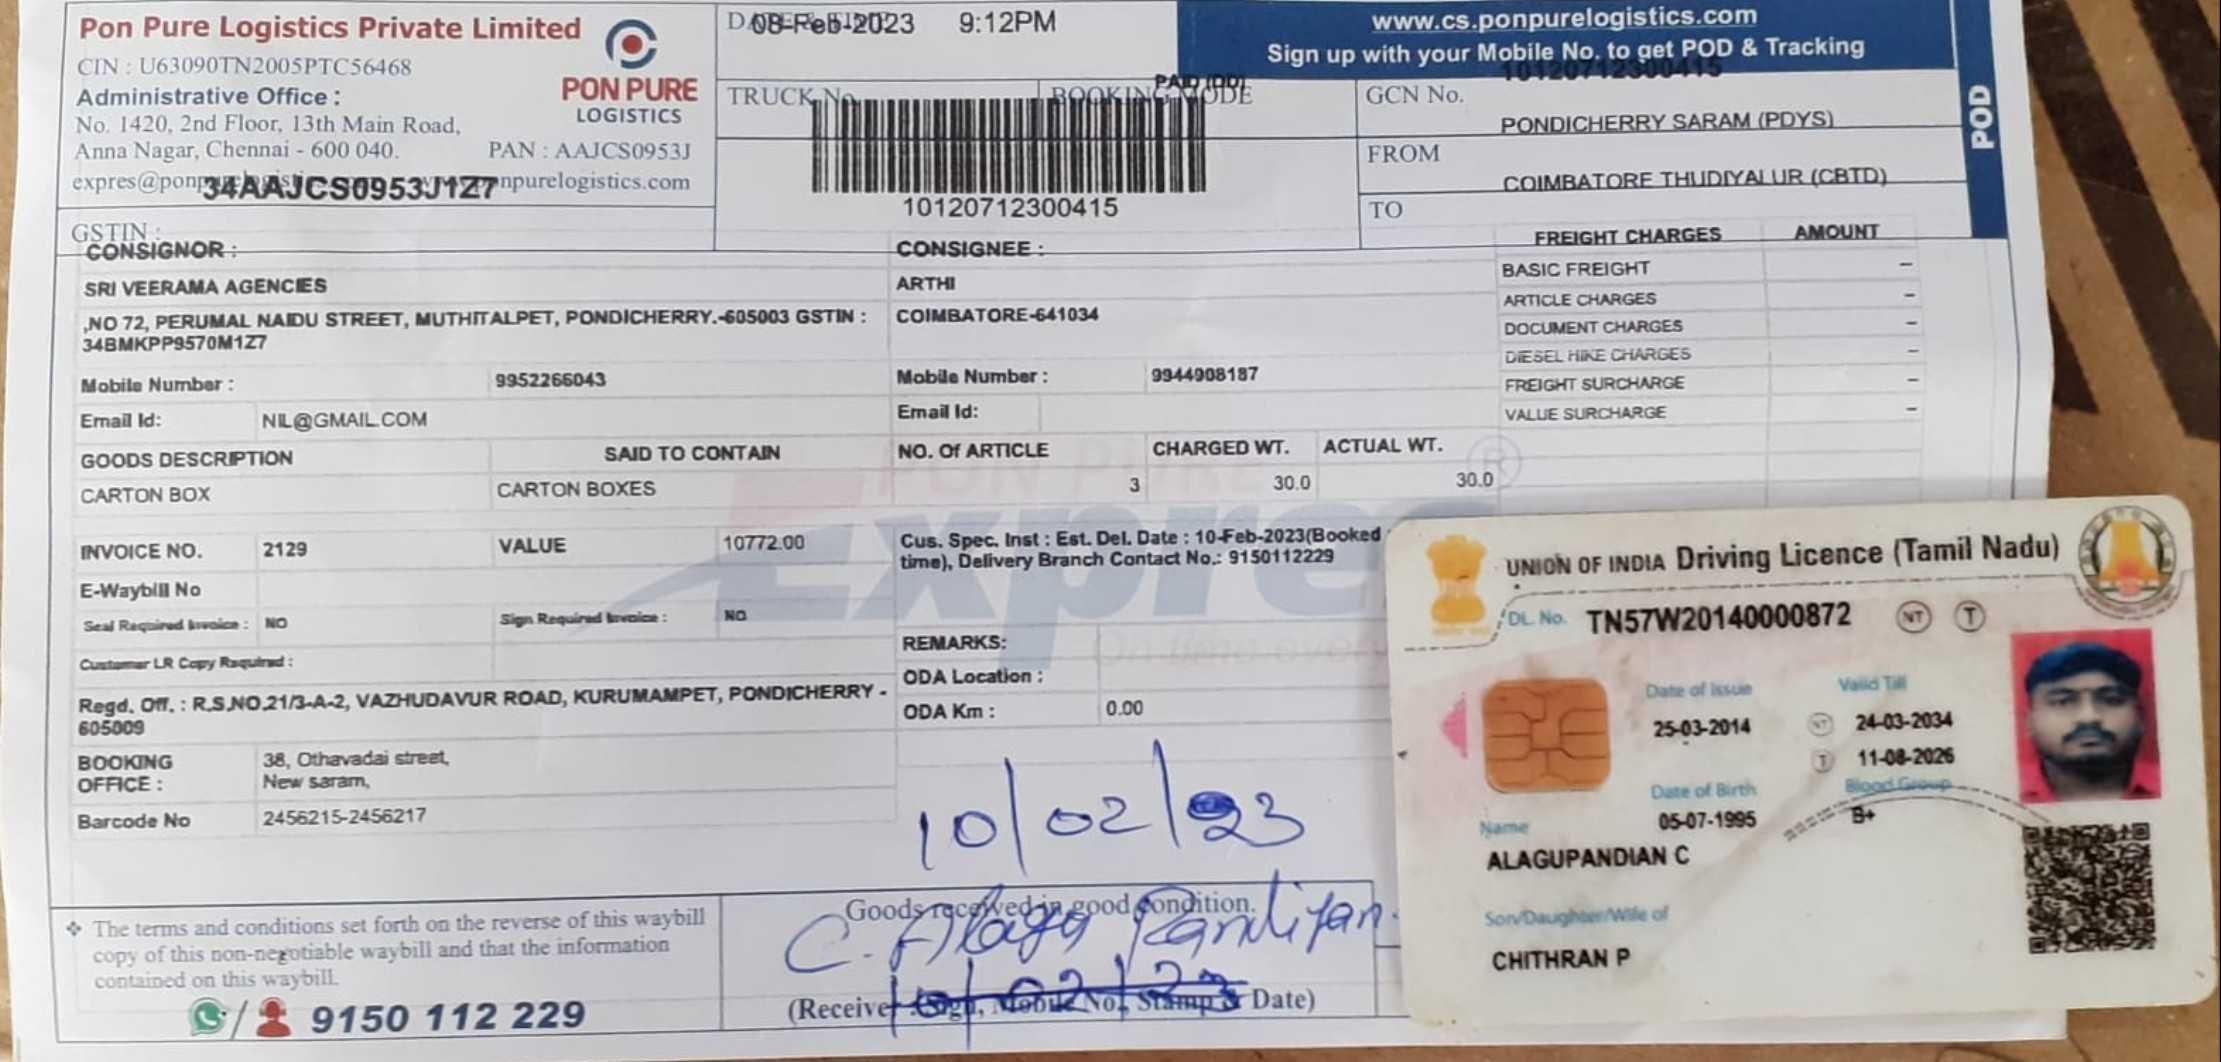 Pon Pure Logistics Private Limited
CIN : U63090TN2005PTC56468
Administrative Office :
No. 1420, 2nd Floor, 13th Main Road,
Anna Nagar, Chennai - 600 040.
PAN : AAJCS0953J
34AAJCS0953J1Z7
GSTIN :
PON PURE
LOGISTICS
08-Feb-2023 9:12PM
TRUCK No.
BOOKING MODE
PAID (DD)
10120712300415
www.cs.ponpurelogistics.com
Sign up with your Mobile No. to get POD & Tracking
10120712300415
GCN No.
PONDICHERRY SARAM (PDYS)
FROM
COIMBATORE THUDIYALUR (CBTD)
TO
POD
CONSIGNOR :
SRI VEERAMA AGENCIES
,NO 72, PERUMAL NAIDU STREET, MUTHITALPET, PONDICHERRY.-605003 GSTIN :
34BMKPP9570M1Z7
Mobile Number : 9952266043
Email Id: NIL@GMAIL.COM
CONSIGNEE :
ARTHI
COIMBATORE-641034
Mobile Number : 9944908187
Email Id:
FREIGHT CHARGES AMOUNT
BASIC FREIGHT –
ARTICLE CHARGES –
DOCUMENT CHARGES –
DIESEL HIKE CHARGES –
FREIGHT SURCHARGE –
VALUE SURCHARGE –
GOODS DESCRIPTION SAID TO CONTAIN NO. Of ARTICLE CHARGED WT. ACTUAL WT.
CARTON BOX CARTON BOXES 3 30.0 30.0
INVOICE NO. 2129 VALUE 10772.00
E-Waybill No
Seal Required Invoice : NO Sign Required Invoice : NO
Customer LR Copy Required :
Regd. Off. : R.S.NO.21/3-A-2, VAZHUDAVUR ROAD, KURUMAMPET, PONDICHERRY -
605009
BOOKING
OFFICE :
38, Othavadai street,
New saram,
Barcode No 2456215-2456217
Cus. Spec. Inst : Est. Del. Date : 10-Feb-2023(Booked
time), Delivery Branch Contact No.: 9150112229
REMARKS:
ODA Location :
ODA Km : 0.00
PON PURE
Express
On time every
10/02/23
Goods received in good condition.
C. Alagu Pandiyan
10/02/23
(Receiver Sign, Mobile No, Stamp & Date)
❖ The terms and conditions set forth on the reverse of this waybill
copy of this non-negotiable waybill and that the information
contained on this waybill.
/ 9150 112 229
UNION OF INDIA Driving Licence (Tamil Nadu)
DL. No. TN57W20140000872 NT T
Date of Issue Valid Till
25-03-2014 NT 24-03-2034
T 11-08-2026
Date of Birth Blood Group
05-07-1995 B+
Name
ALAGUPANDIAN C
Son/Daughter/Wife of
CHITHRAN P